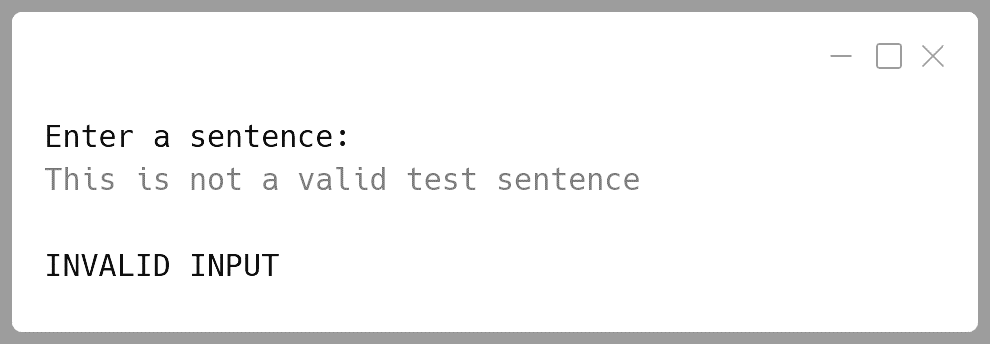 Enter a sentence:
This is not a valid test sentence
INVALID INPUT